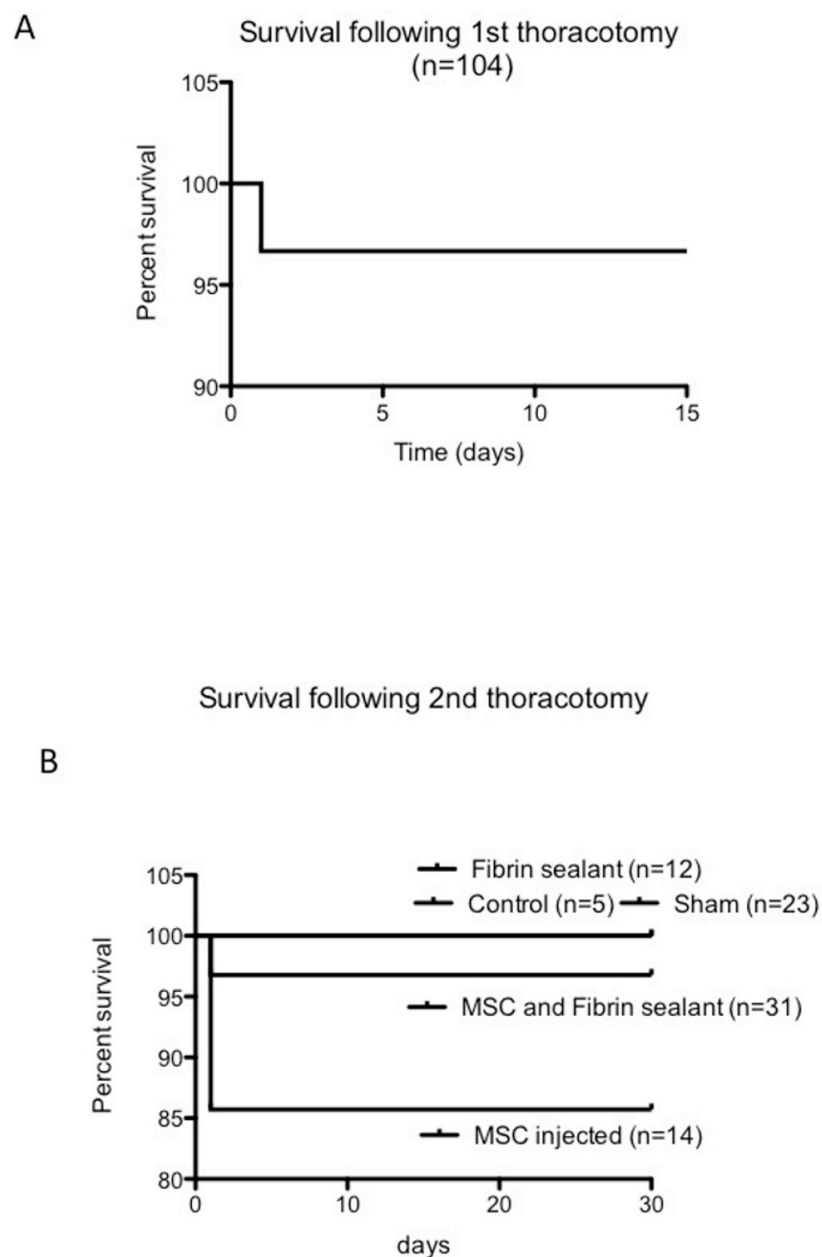 A
Survival following 1st thoracotomy
(n=104)
105
100
95
90
Percent survival
0 5 10 15
Time (days)
Survival following 2nd thoracotomy
B
Fibrin sealant (n=12)
Control (n=5) Sham (n=23)
MSC and Fibrin sealant (n=31)
MSC injected (n=14)
105
100
95
90
85
80
Percent survival
0 10 20 30
days